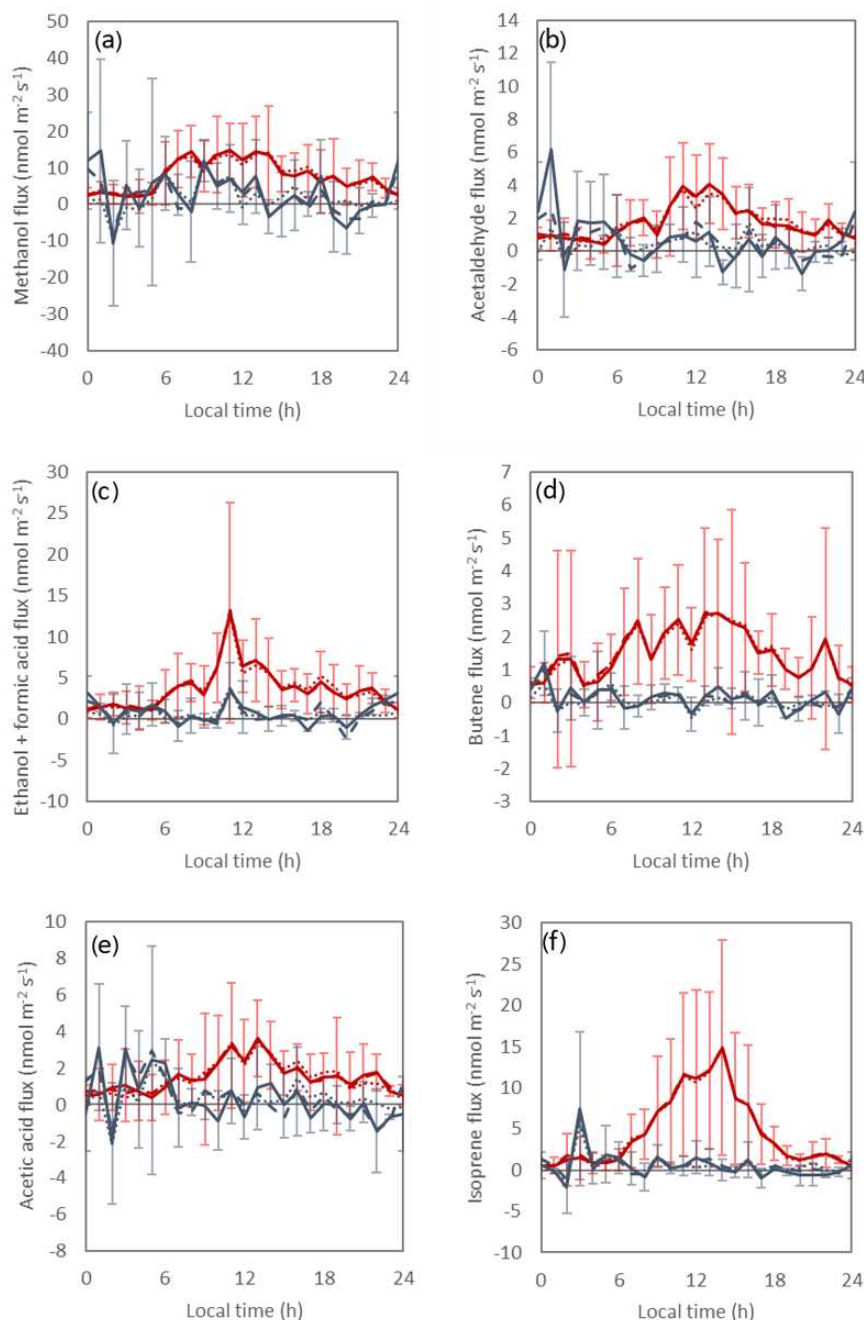 (a)
Methanol flux (nmol m⁻² s⁻¹)
50
40
30
20
10
0
-10
-20
-30
-40
0 6 12 18 24
Local time (h)
(b)
Acetaldehyde flux (nmol m⁻² s⁻¹)
14
12
10
8
6
4
2
0
-2
-4
-6
0 6 12 18 24
Local time (h)
(c)
Ethanol + formic acid flux (nmol m⁻² s⁻¹)
30
25
20
15
10
5
0
-5
-10
0 6 12 18 24
Local time (h)
(d)
Butene flux (nmol m⁻² s⁻¹)
7
6
5
4
3
2
1
0
-1
-2
-3
0 6 12 18 24
Local time (h)
(e)
Acetic acid flux (nmol m⁻² s⁻¹)
10
8
6
4
2
0
-2
-4
-6
-8
0 6 12 18 24
Local time (h)
(f)
Isoprene flux (nmol m⁻² s⁻¹)
30
25
20
15
10
5
0
-5
-10
0 6 12 18 24
Local time (h)